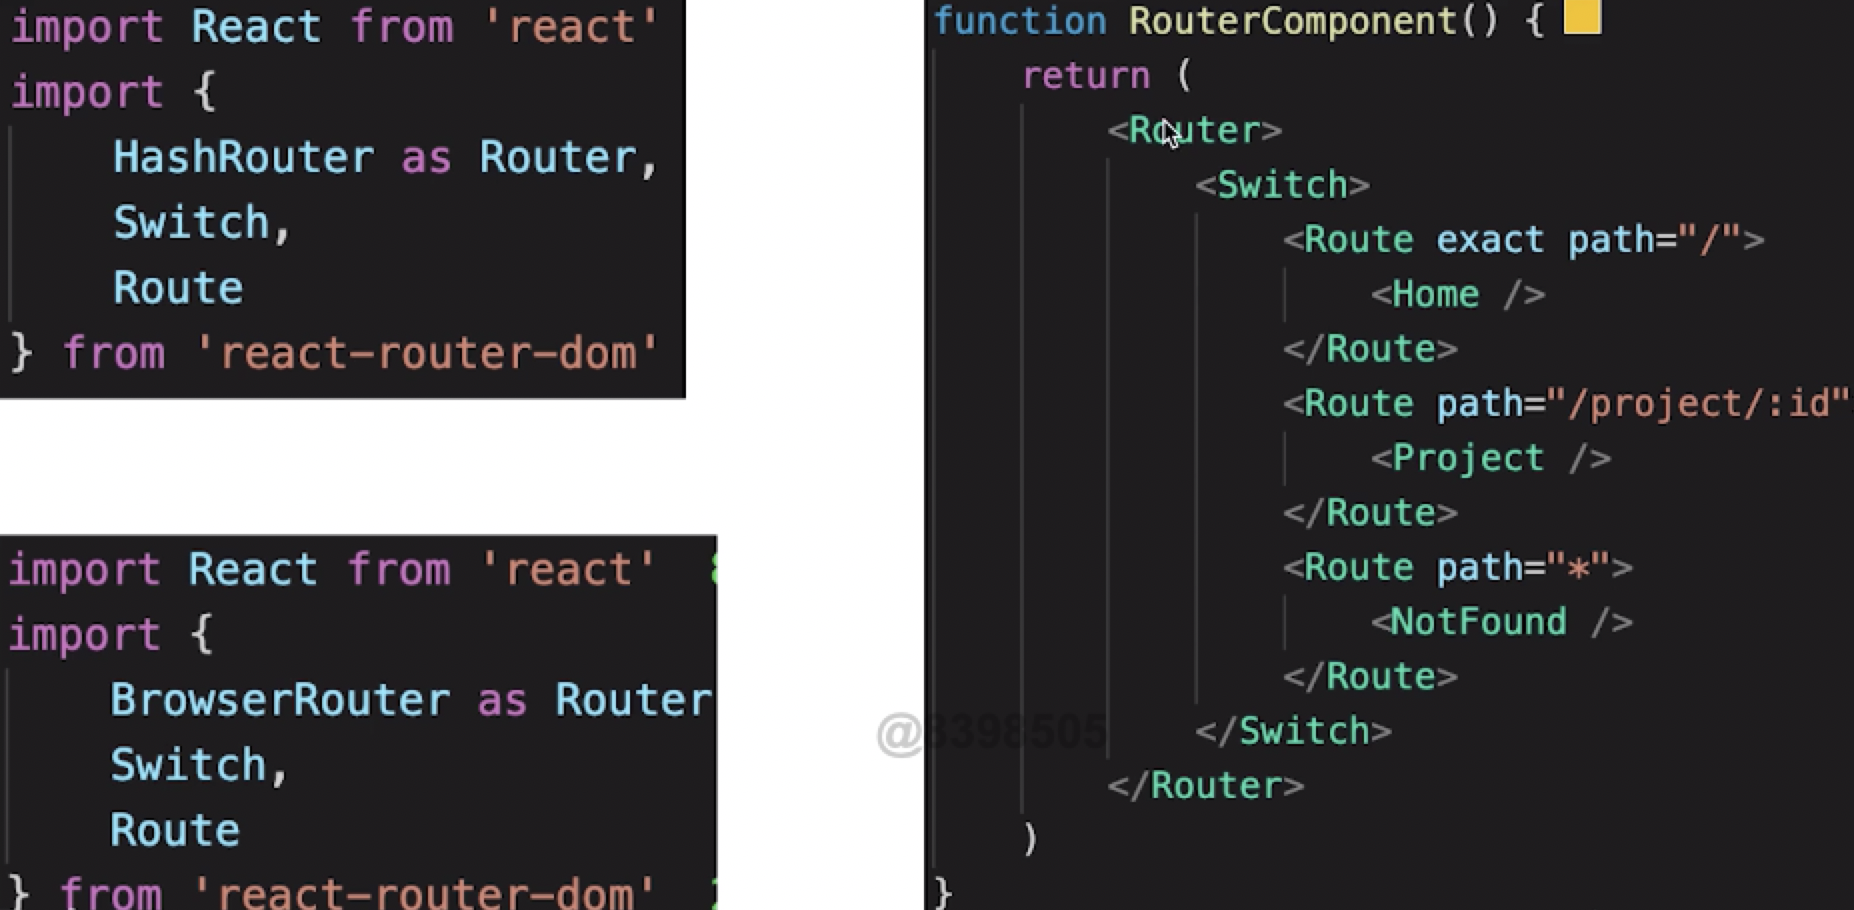 import React from 'react'
import {
HashRouter as Router,
Switch,
Route
} from 'react-router-dom'
import React from 'react'
import {
BrowserRouter as Router
Switch,
Route
} from 'react-router-dom'
function RouterComponent() {
return (
<Router>
<Switch>
<Route exact path="/">
<Home />
</Route>
<Route path="/project/:id"
<Project />
</Route>
<Route path="*">
<NotFound />
</Route>
</Switch>
</Router>
)
}
@8398505